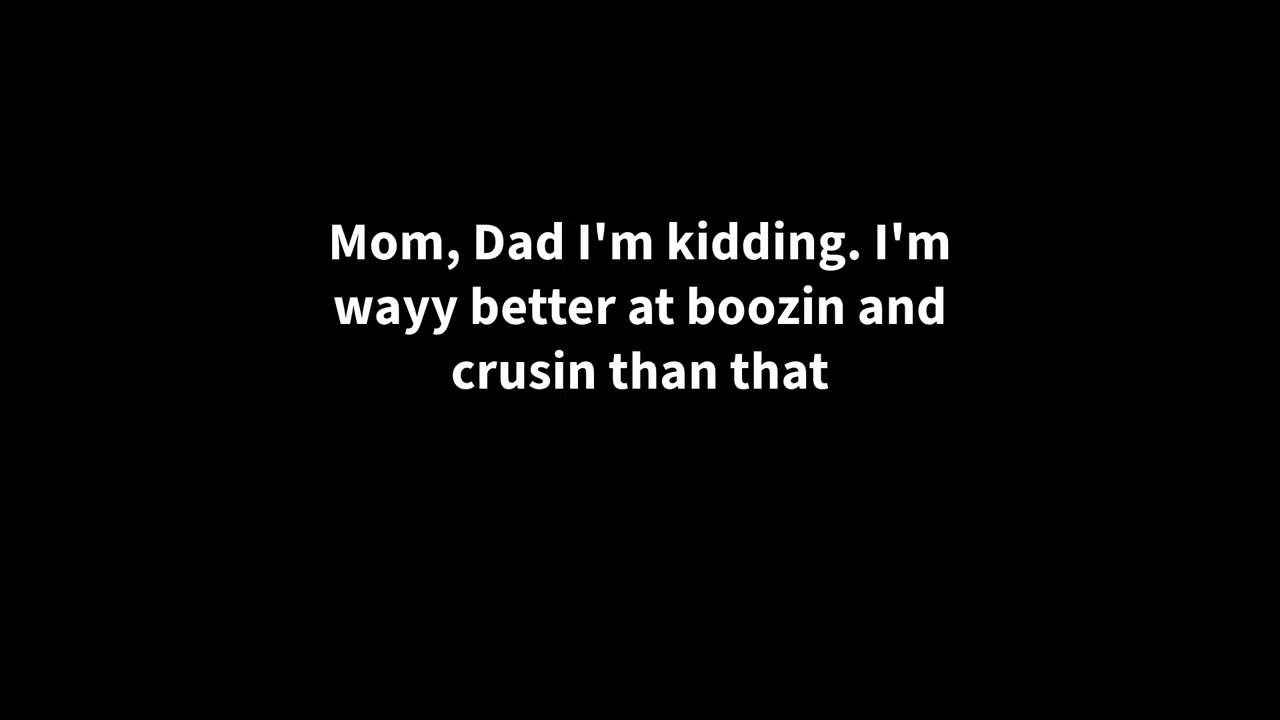 Mom, Dad I'm kidding. I'm
wayy better at boozin and
crusin than that